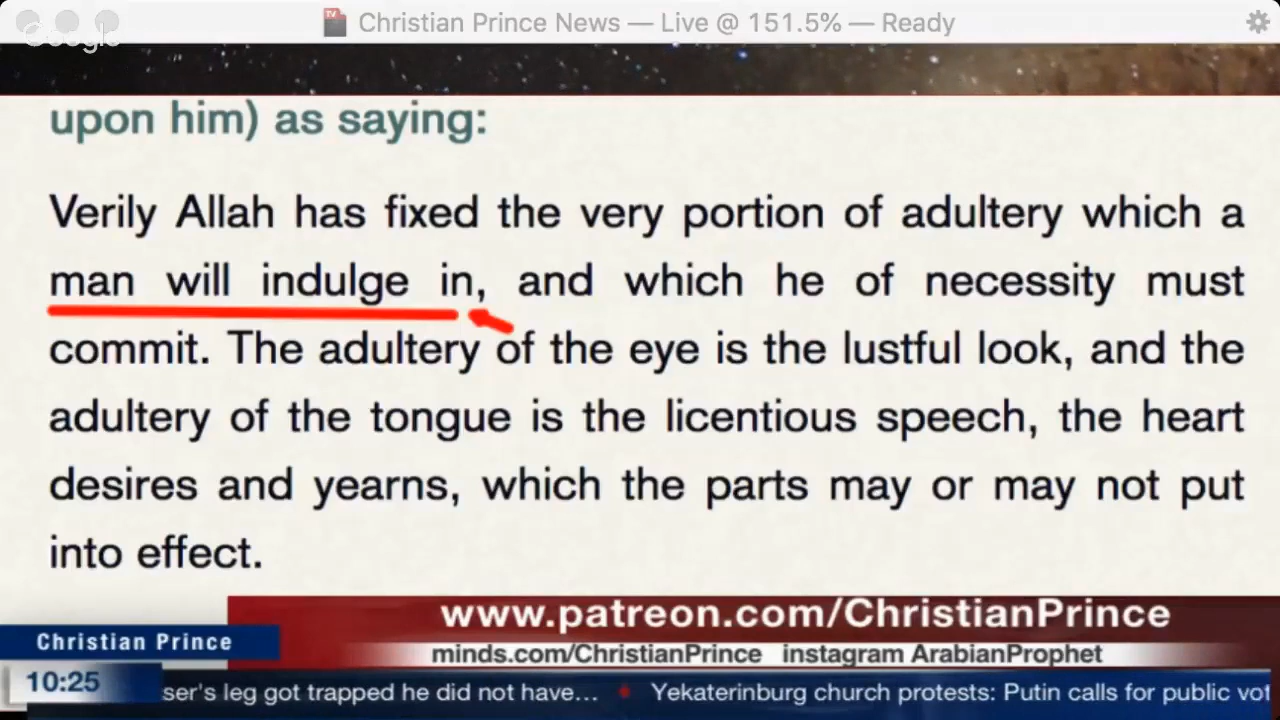 Christian Prince News — Live @ 151.5% — Ready
Google
upon him) as saying:
Verily Allah has fixed the very portion of adultery which a
man will indulge in, and which he of necessity must
commit. The adultery of the eye is the lustful look, and the
adultery of the tongue is the licentious speech, the heart
desires and yearns, which the parts may or may not put
into effect.
www.patreon.com/ChristianPrince
Christian Prince
minds.com/ChristianPrince instagram ArabianProphet
10:25 ser's leg got trapped he did not have... • Yekaterinburg church protests: Putin calls for public vot